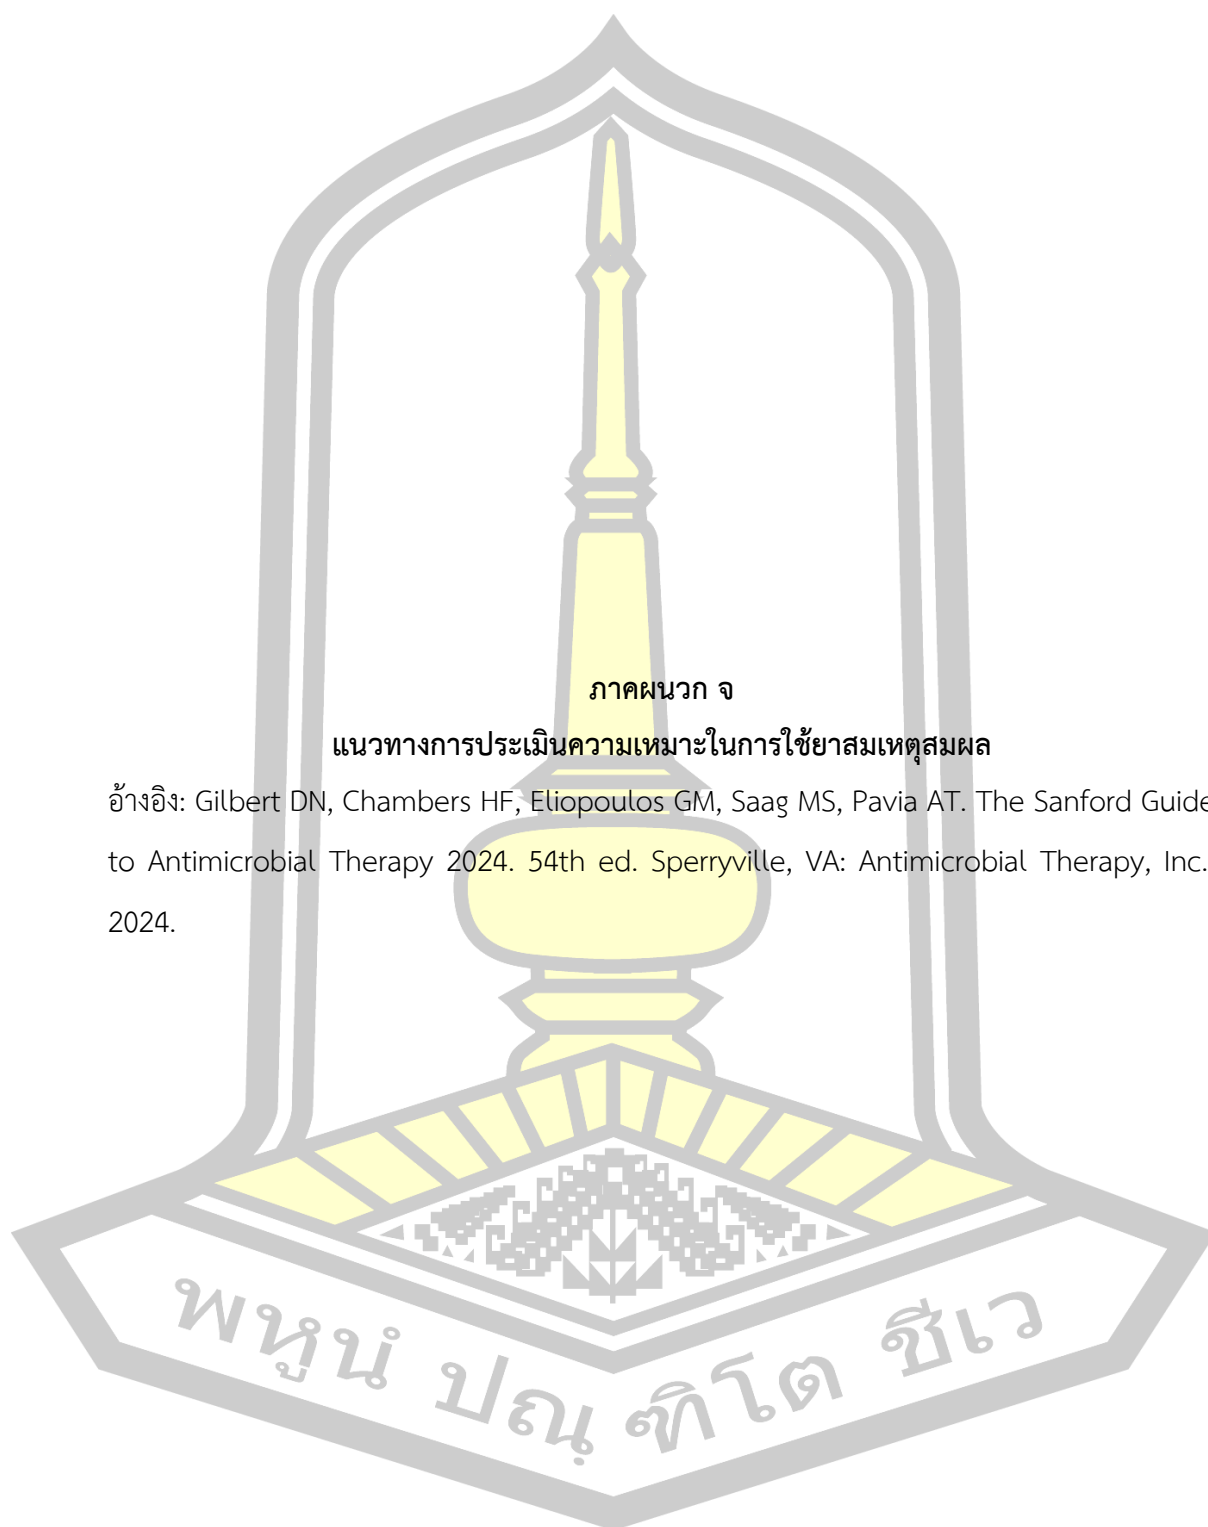 ภาคผนวก จ
แนวทางการประเมินความเหมาะในการใช้ยาสมเหตุสมผล
อ้างอิง: Gilbert DN, Chambers HF, Eliopoulos GM, Saag MS, Pavia AT. The Sanford Guide
to Antimicrobial Therapy 2024. 54th ed. Sperryville, VA: Antimicrobial Therapy, Inc.
2024.
พหูนํ ปณฺฑิโต ชีเว